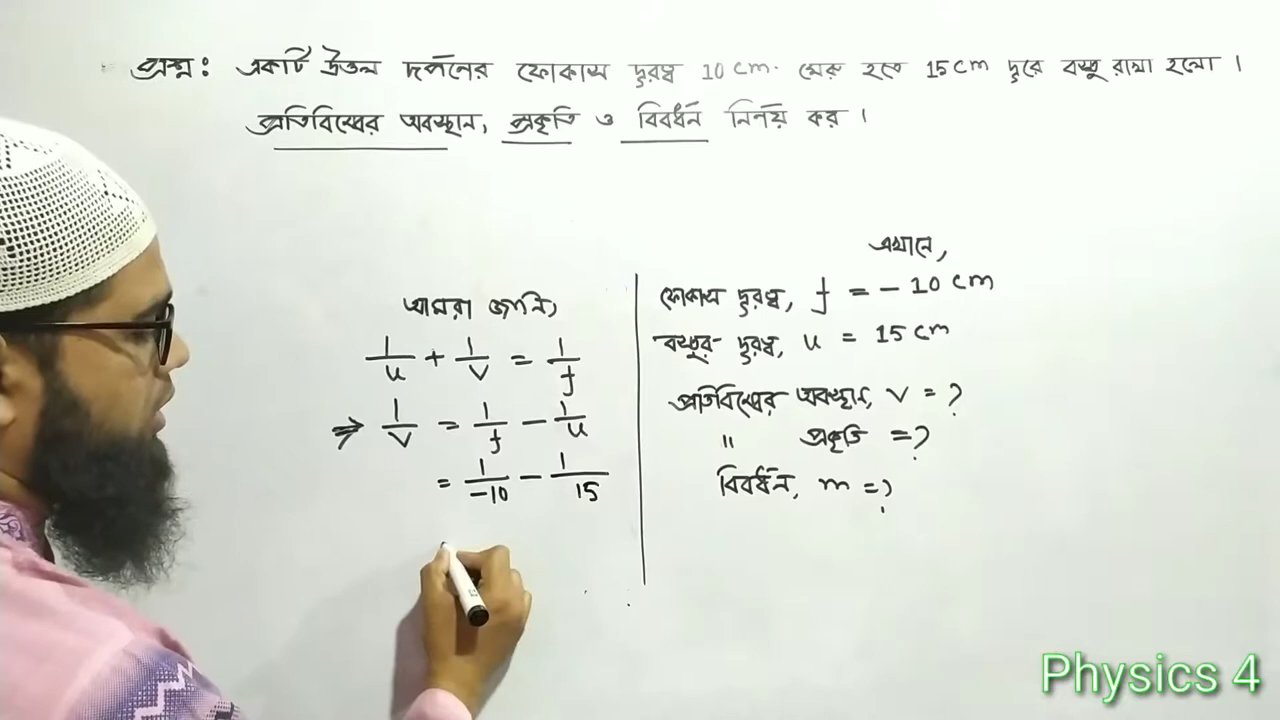 প্রশ্ন: একটি উত্তল দর্পনের ফোকাস দূরত্ব 10 cm. মেরু হতে 15 cm দূরে বস্তু রাখা হলো।
প্রতিবিম্বের অবস্থান, প্রকৃতি ও বিবর্ধন নির্ণয় কর।
আমরা জানি,
1/u + 1/v = 1/f
⇒ 1/v = 1/f - 1/u
= 1/-10 - 1/15
এখানে,
ফোকাস দূরত্ব, f = - 10 cm
বস্তুর দূরত্ব, u = 15 cm
প্রতিবিম্বের অবস্থান, v = ?
" প্রকৃতি = ?
বিবর্ধন, m = ?
Physics 4